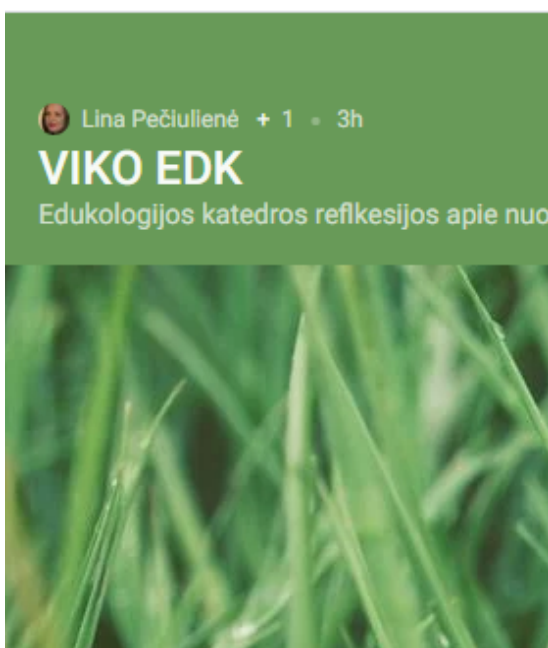 Lina Pečiulienė + 1 • 3h
VIKO EDK
Edukologijos katedros reflkesijos apie nuo